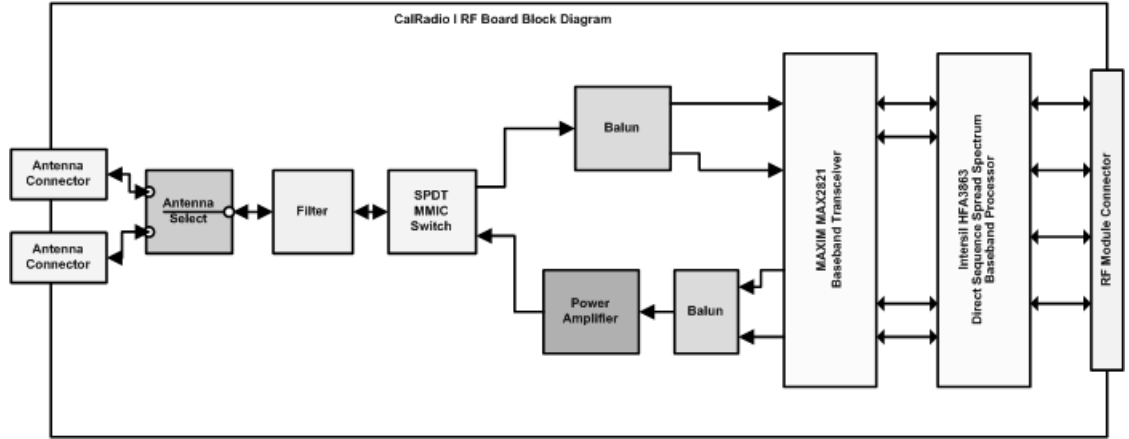 CalRadio I RF Board Block Diagram
Antenna
Connector
Antenna
Connector
Antenna
Select
Filter
SPDT
MMIC
Switch
Balun
Power
Amplifier
Balun
MAXIM MAX2821
Baseband Transceiver
Intersil HFA3863
Direct Sequence Spread Spectrum
Baseband Processor
RF Module Connector